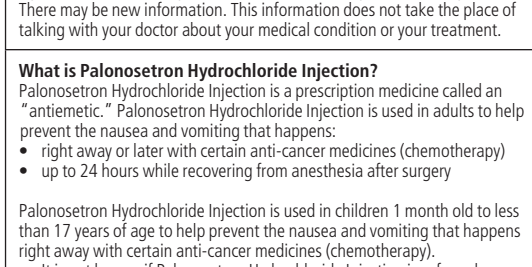 There may be new information. This information does not take the place of
talking with your doctor about your medical condition or your treatment.
What is Palonosetron Hydrochloride Injection?
Palonosetron Hydrochloride Injection is a prescription medicine called an
“antiemetic.” Palonosetron Hydrochloride Injection is used in adults to help
prevent the nausea and vomiting that happens:
• right away or later with certain anti-cancer medicines (chemotherapy)
• up to 24 hours while recovering from anesthesia after surgery
Palonosetron Hydrochloride Injection is used in children 1 month old to less
than 17 years of age to help prevent the nausea and vomiting that happens
right away with certain anti-cancer medicines (chemotherapy).